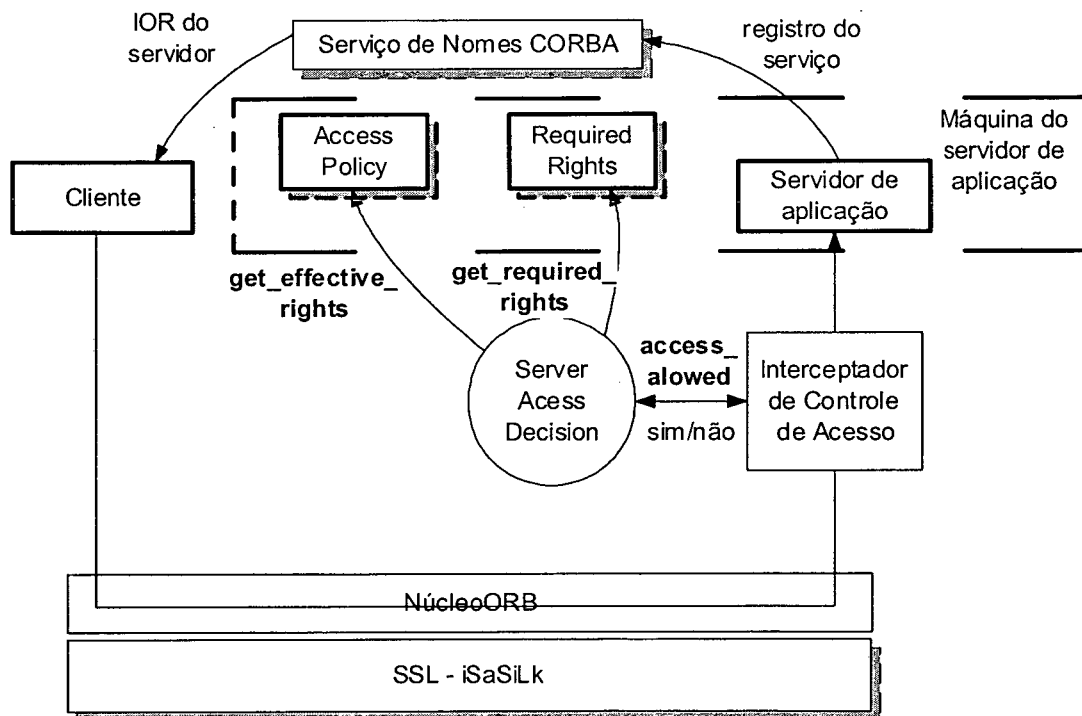 IOR do
servidor
Serviço de Nomes CORBA
registro do
serviço
Access
Policy
Required
Rights
Máquina do
servidor de
aplicação
Cliente
Servidor de
aplicação
get_effective_
rights
get_required_
rights
Server
Acess
Decision
access_
alowed
sim/não
Interceptador
de Controle
de Acesso
NúcleoORB
SSL - iSaSiLk